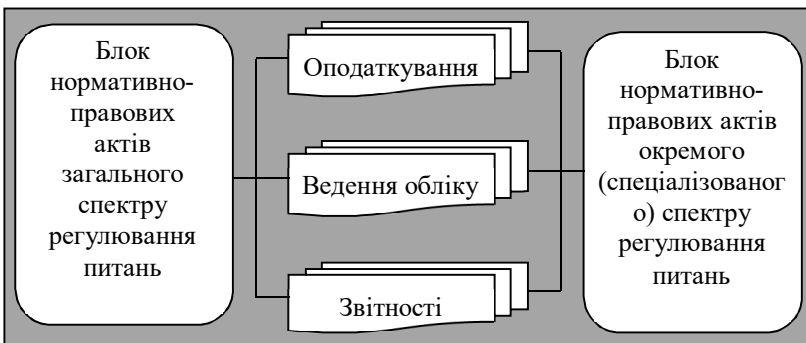 Блок
нормативно-
правових
актів
загального
спектру
регулювання
питань
Оподаткування
Ведення обліку
Звітності
Блок
нормативно-
правових актів
окремого
(спеціалізованог
о) спектру
регулювання
питань